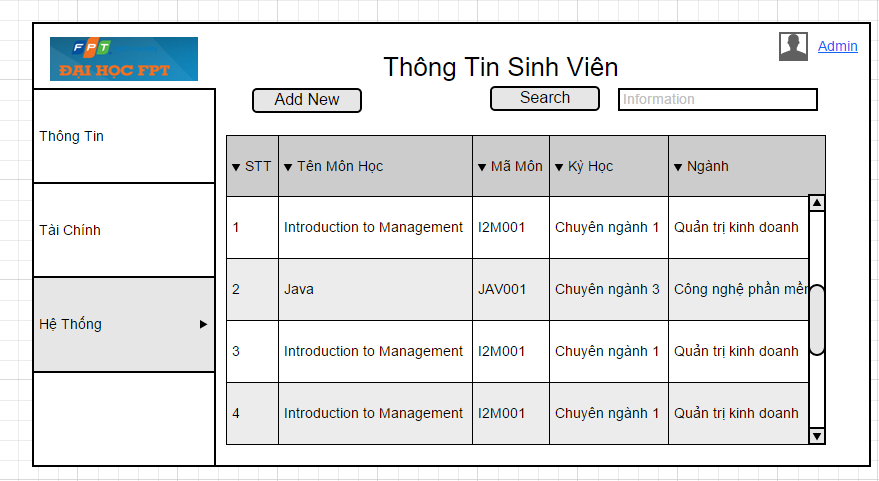 FPT
ĐẠI HỌC FPT
Admin
Thông Tin Sinh Viên
Add New
Search
Information
Thông Tin
Tài Chính
Hệ Thống
STT Tên Môn Học Mã Môn Kỳ Học Ngành
1 Introduction to Management I2M001 Chuyên ngành 1 Quản trị kinh doanh
2 Java JAV001 Chuyên ngành 3 Công nghệ phần mền
3 Introduction to Management I2M001 Chuyên ngành 1 Quản trị kinh doanh
4 Introduction to Management I2M001 Chuyên ngành 1 Quản trị kinh doanh